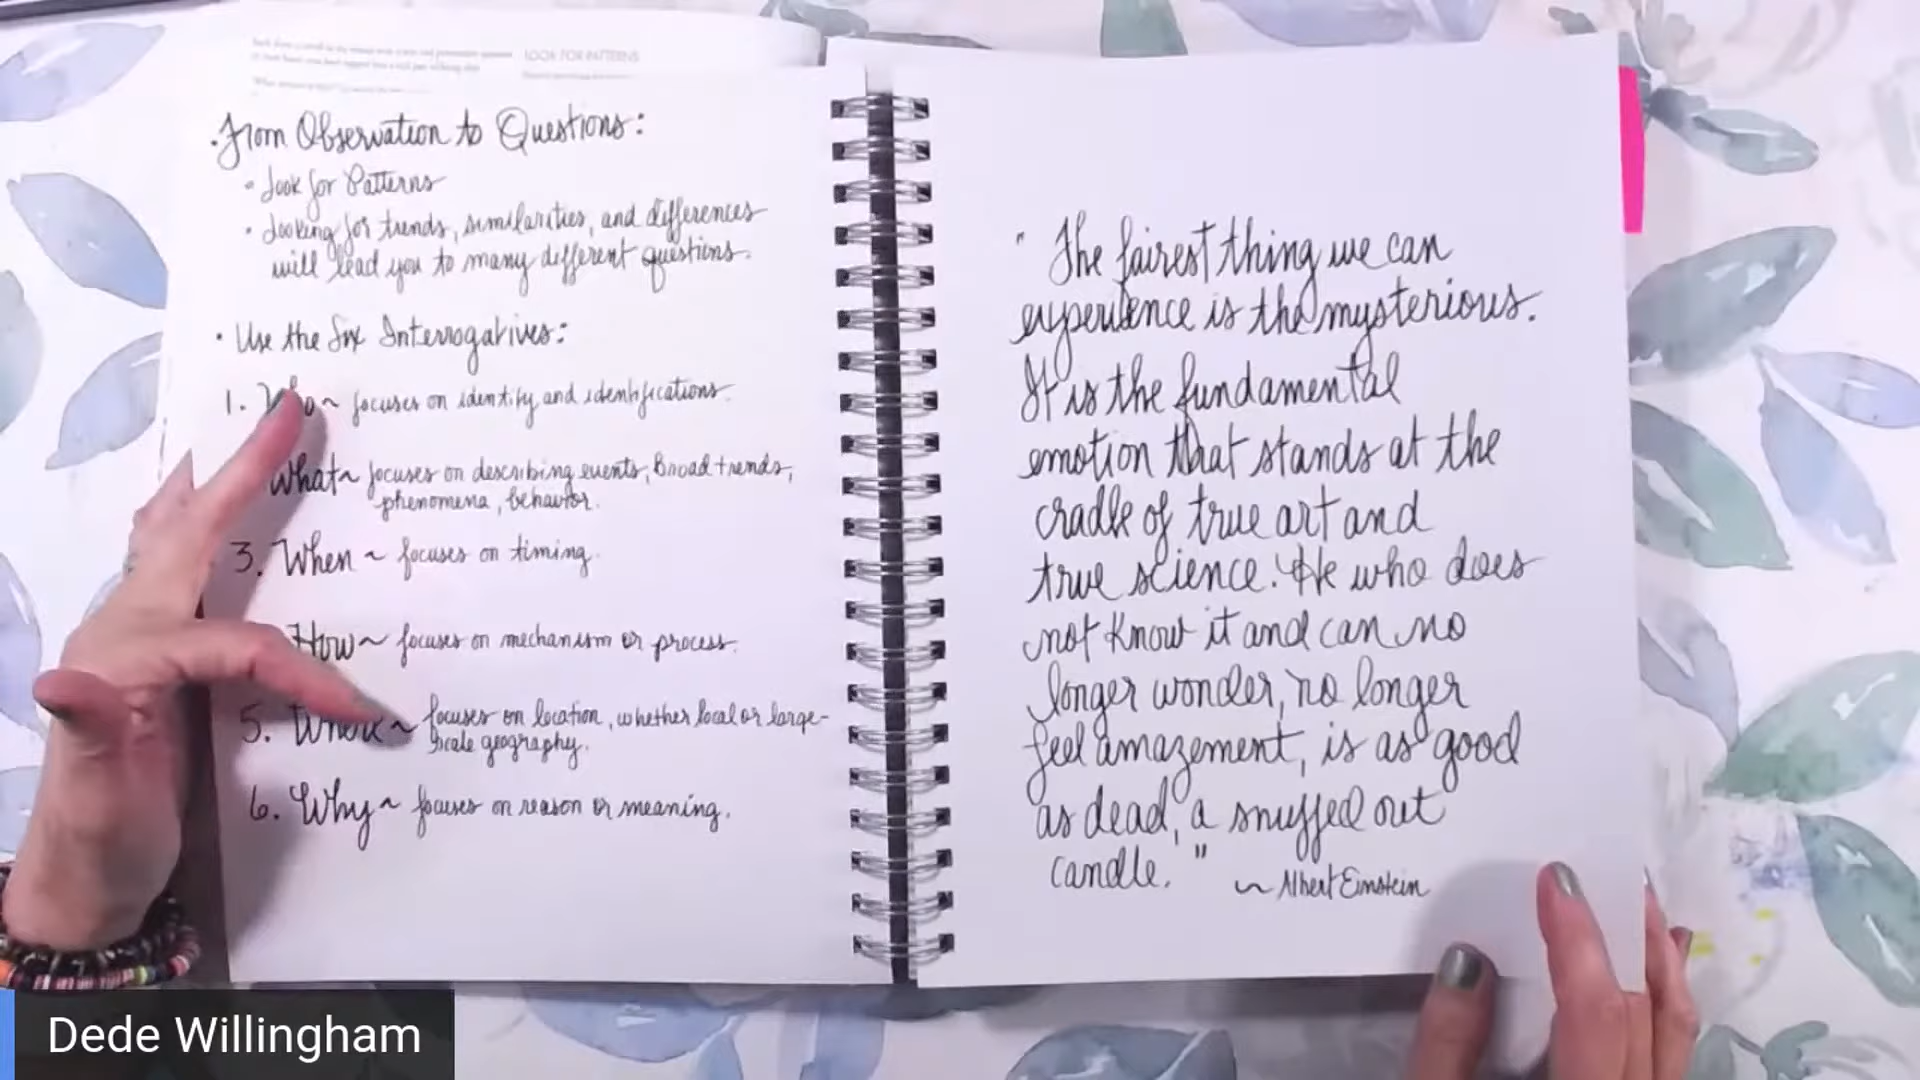 LOOK FOR PATTERNS
• From Observation to Questions:
• Look for Patterns
• Looking for trends, similarities, and differences
will lead you to many different questions.
• Use the Six Interrogatives:
1. Who ~ focuses on identity and identifications.
What ~ focuses on describing events, Broad trends,
phenomena, behavior.
3. When ~ focuses on timing.
How ~ focuses on mechanism or process.
5. Where ~ focuses on location, whether local or large-
scale geography.
6. Why ~ focuses on reason or meaning.
" The fairest thing we can
experience is the mysterious.
It is the fundamental
emotion that stands at the
cradle of true art and
true science. He who does
not know it and can no
longer wonder, no longer
feel amazement, is as good
as dead, a snuffed out
candle. "
~ Albert Einstein
Dede Willingham